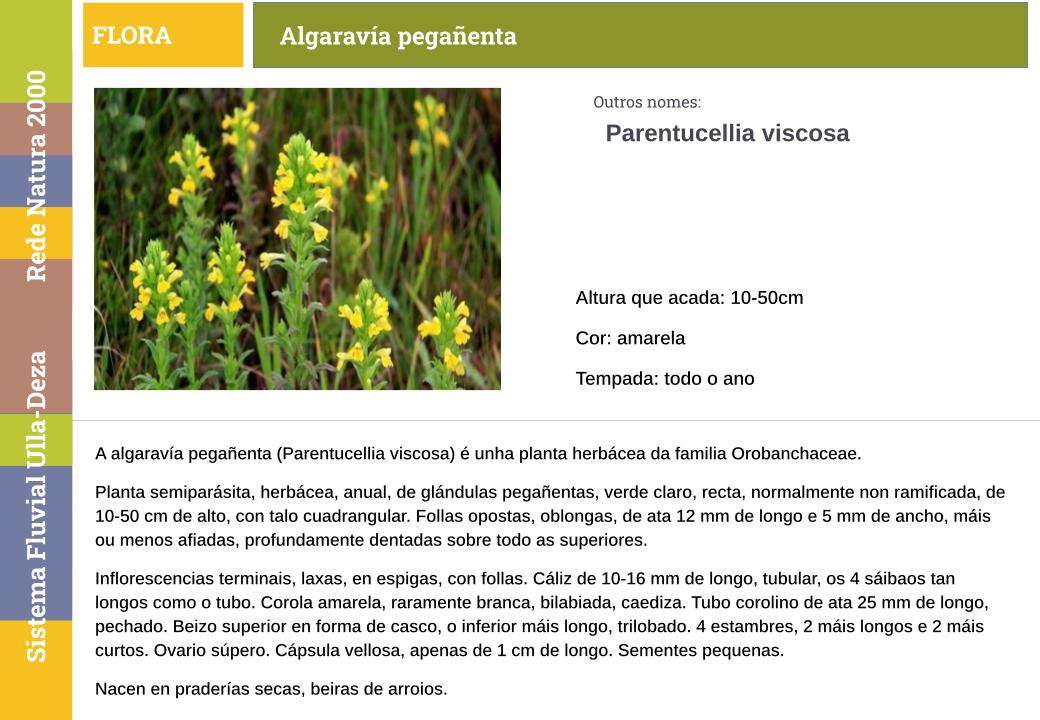 FLORA
Algaravía pegañenta
Outros nomes:
Parentucellia viscosa
Altura que acada: 10-50cm
Cor: amarela
Tempada: todo o ano
A algaravía pegañenta (Parentucellia viscosa) é unha planta herbácea da familia Orobanchaceae.
Planta semiparásita, herbácea, anual, de glándulas pegañentas, verde claro, recta, normalmente non ramificada, de
10-50 cm de alto, con talo cuadrangular. Follas opostas, oblongas, de ata 12 mm de longo e 5 mm de ancho, máis
ou menos afiadas, profundamente dentadas sobre todo as superiores.
Inflorescencias terminais, laxas, en espigas, con follas. Cáliz de 10-16 mm de longo, tubular, os 4 sáibaos tan
longos como o tubo. Corola amarela, raramente branca, bilabiada, caediza. Tubo corolino de ata 25 mm de longo,
pechado. Beizo superior en forma de casco, o inferior máis longo, trilobado. 4 estambres, 2 máis longos e 2 máis
curtos. Ovario súpero. Cápsula vellosa, apenas de 1 cm de longo. Sementes pequenas.
Nacen en praderías secas, beiras de arroios.
Sistema Fluvial Ulla-Deza Rede Natura 2000